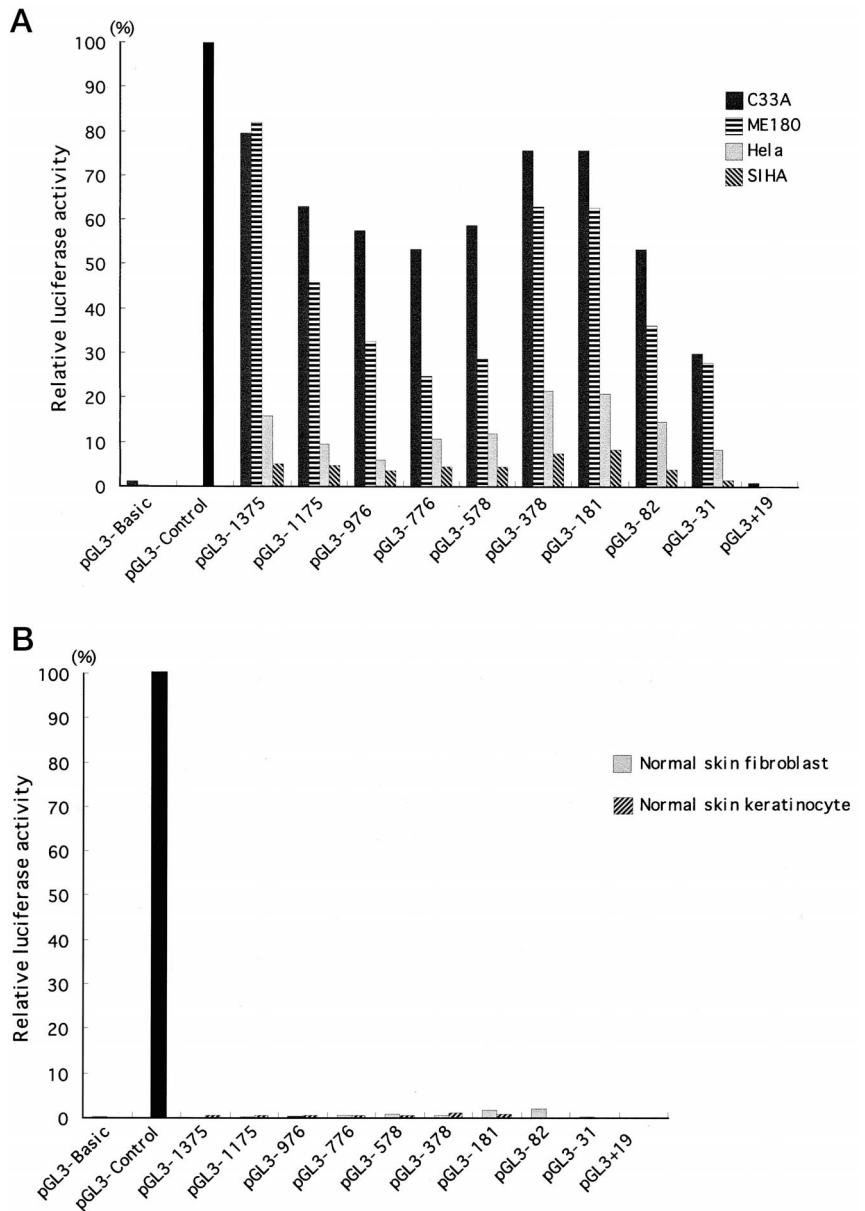 A
(%)
100
90
80
70
60
50
40
30
20
10
0
Relative luciferase activity
C33A
ME180
Hela
SIHA
pGL3-Basic
pGL3-Control
pGL3-1375
pGL3-1175
pGL3-976
pGL3-776
pGL3-578
pGL3-378
pGL3-181
pGL3-82
pGL3-31
pGL3+19
B
(%)
100
90
80
70
60
50
40
30
20
10
0
Relative luciferase activity
Normal skin fibroblast
Normal skin keratinocyte
pGL3-Basic
pGL3-Control
pGL3-1375
pGL3-1175
pGL3-976
pGL3-776
pGL3-578
pGL3-378
pGL3-181
pGL3-82
pGL3-31
pGL3+19